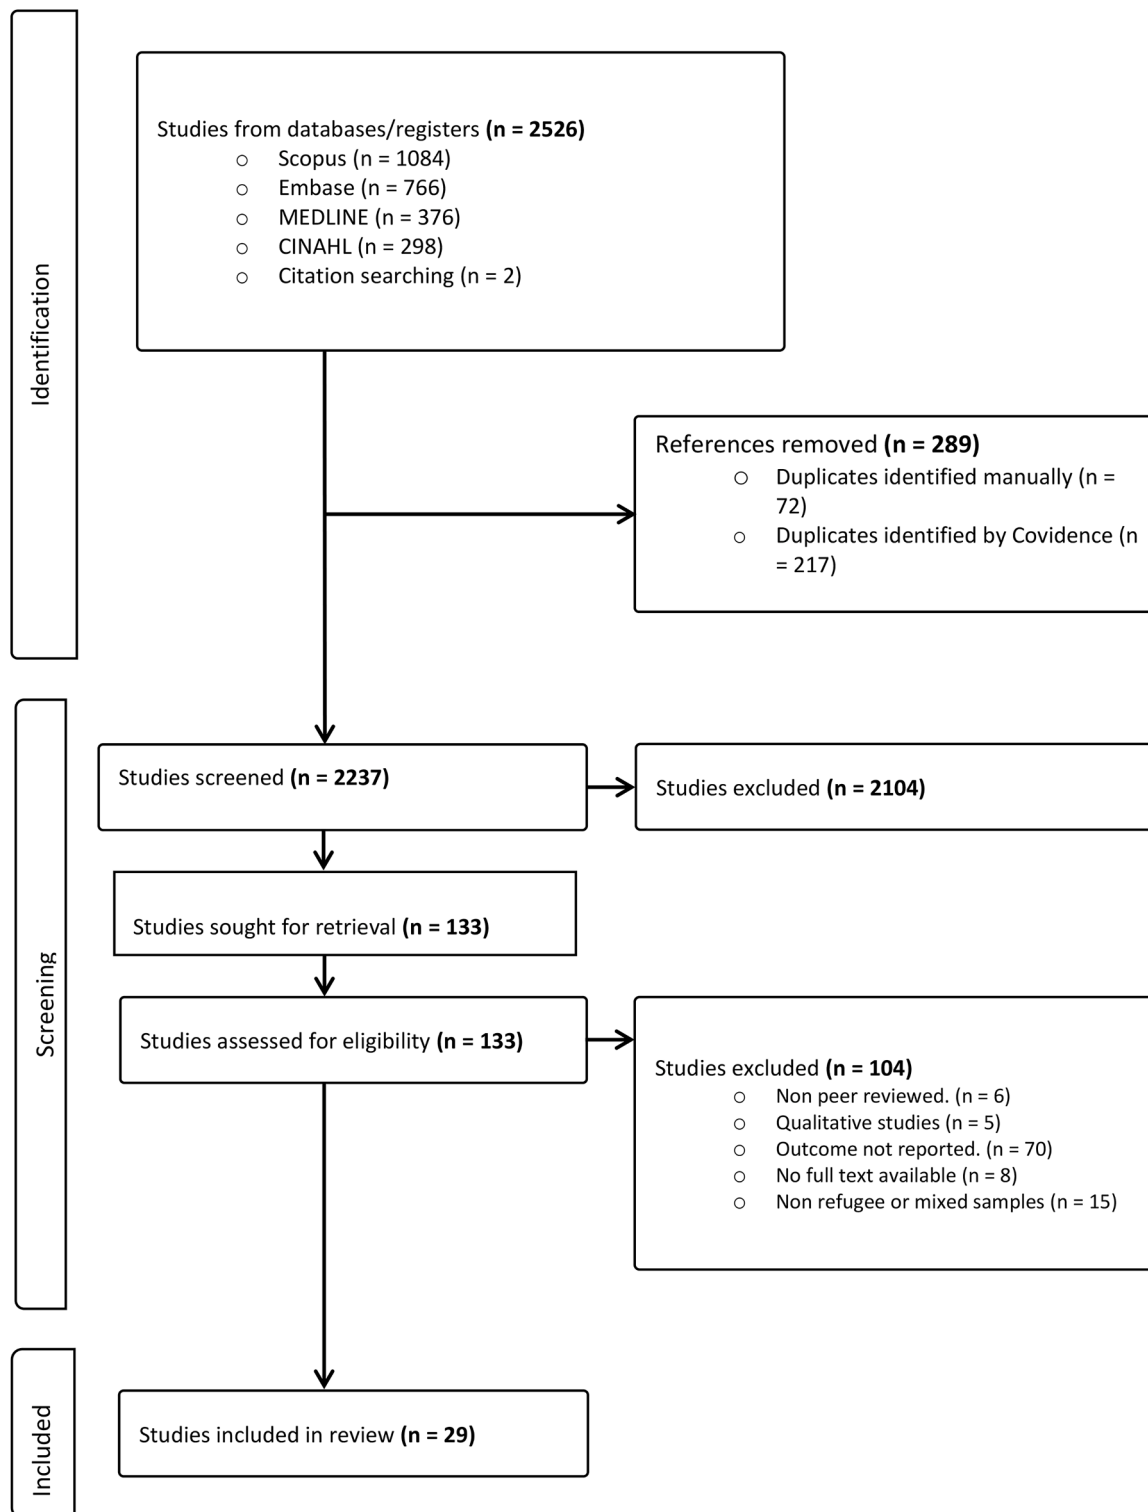 Identification
Studies from databases/registers (n = 2526)
○ Scopus (n = 1084)
○ Embase (n = 766)
○ MEDLINE (n = 376)
○ CINAHL (n = 298)
○ Citation searching (n = 2)
References removed (n = 289)
○ Duplicates identified manually (n =
72)
○ Duplicates identified by Covidence (n
= 217)
Screening
Studies screened (n = 2237)
Studies excluded (n = 2104)
Studies sought for retrieval (n = 133)
Studies assessed for eligibility (n = 133)
Studies excluded (n = 104)
○ Non peer reviewed. (n = 6)
○ Qualitative studies (n = 5)
○ Outcome not reported. (n = 70)
○ No full text available (n = 8)
○ Non refugee or mixed samples (n = 15)
Included
Studies included in review (n = 29)